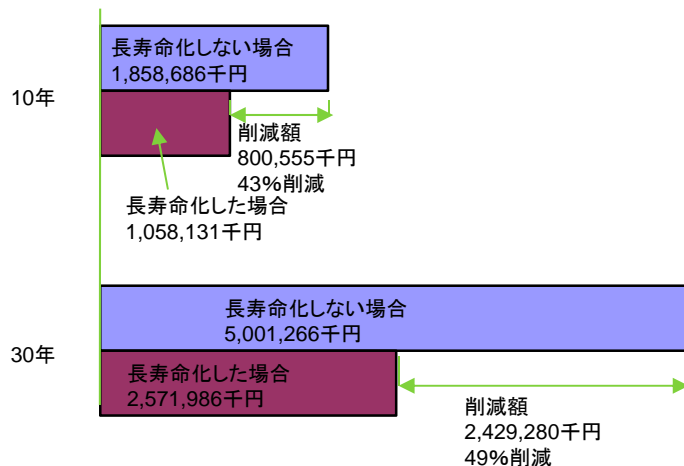 長寿命化しない場合
1,858,686千円
10年
削減額
800,555千円
43%削減
長寿命化した場合
1,058,131千円
長寿命化しない場合
5,001,266千円
30年
長寿命化した場合
2,571,986千円
削減額
2,429,280千円
49%削減